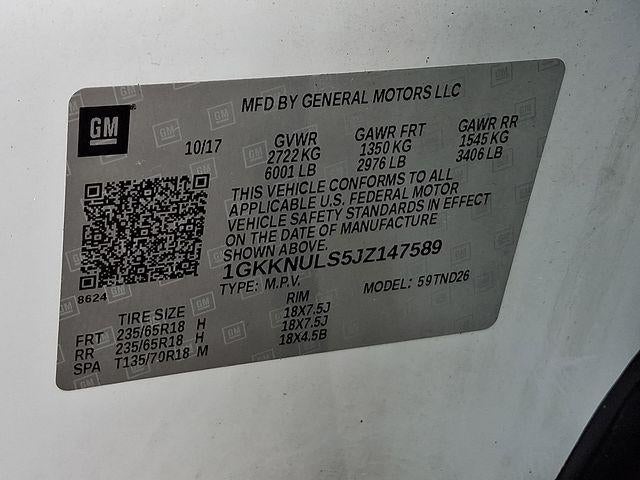 MFD BY GENERAL MOTORS LLC
GM
10/17 GVWR GAWR FRT GAWR RR
2722 KG 1350 KG 1545 KG
6001 LB 2976 LB 3406 LB
THIS VEHICLE CONFORMS TO ALL
APPLICABLE U.S. FEDERAL MOTOR
VEHICLE SAFETY STANDARDS IN EFFECT
ON THE DATE OF MANUFACTURE
SHOWN ABOVE.
1GKKNULS5JZ147589
8624
TYPE: M.P.V. MODEL: 59TND26
TIRE SIZE RIM
FRT 235/65R18 H 18X7.5J
RR 235/65R18 H 18X7.5J
SPA T135/70R18 M 18X4.5B